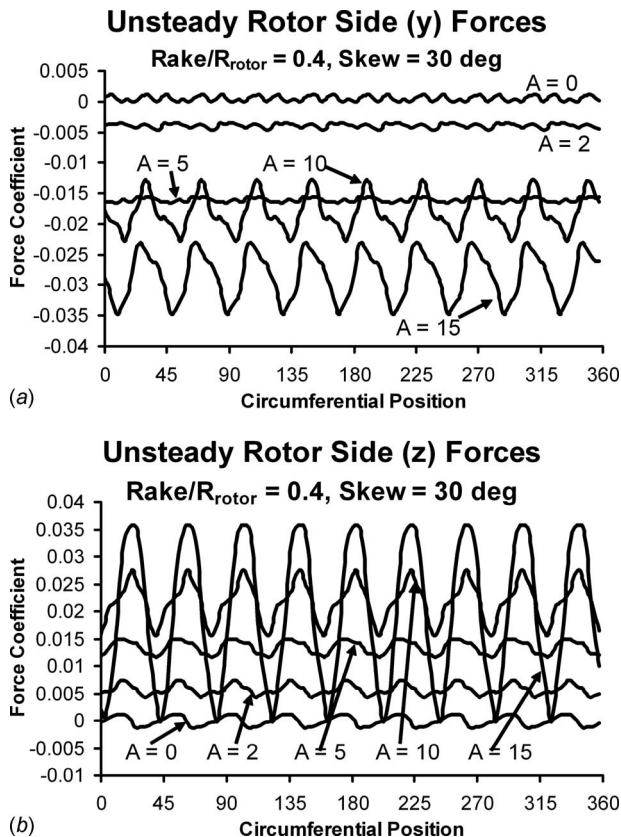 Unsteady Rotor Side (y) Forces
Rake/Rrotor = 0.4, Skew = 30 deg
0.005
0
-0.005
-0.01
-0.015
-0.02
-0.025
-0.03
-0.035
-0.04
Force Coefficient
A = 0
A = 2
A = 5
A = 10
A = 15
0 45 90 135 180 225 270 315 360
Circumferential Position
(a)
Unsteady Rotor Side (z) Forces
Rake/Rrotor = 0.4, Skew = 30 deg
0.04
0.035
0.03
0.025
0.02
0.015
0.01
0.005
0
-0.005
-0.01
Force Coefficient
A = 0 A = 2 A = 5 A = 10 A = 15
0 45 90 135 180 225 270 315 360
Circumferential Position
(b)